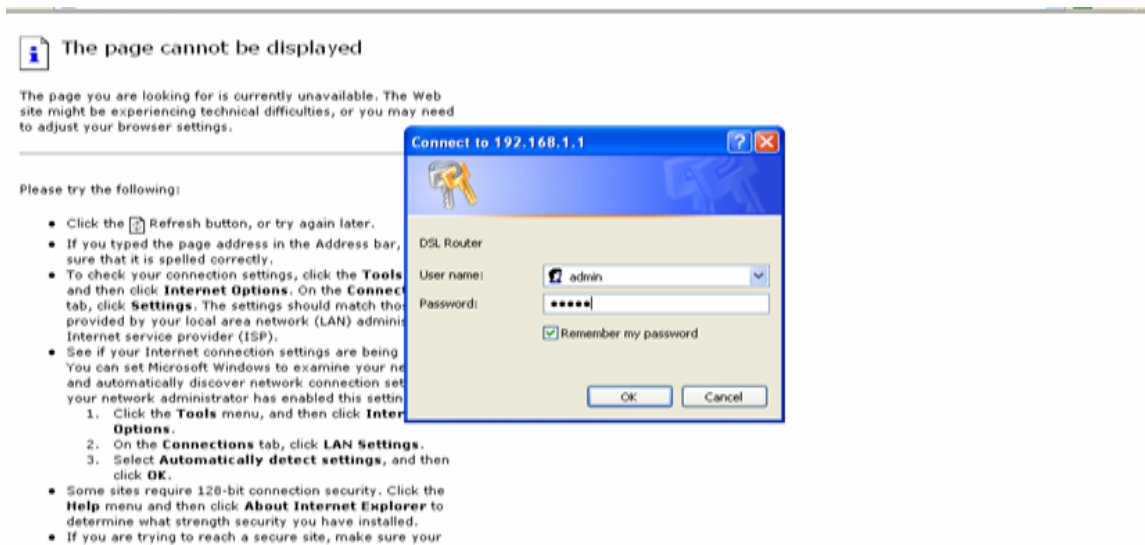 The page cannot be displayed
The page you are looking for is currently unavailable. The Web
site might be experiencing technical difficulties, or you may need
to adjust your browser settings.
Please try the following:
Click the Refresh button, or try again later.
If you typed the page address in the Address bar,
sure that it is spelled correctly.
To check your connection settings, click the Tools
and then click Internet Options. On the Connect
tab, click Settings. The settings should match tho
provided by your local area network (LAN) adminis
Internet service provider (ISP).
See if your Internet connection settings are being
You can set Microsoft Windows to examine your ne
and automatically discover network connection set
your network administrator has enabled this settin
1. Click the Tools menu, and then click Inter
Options.
2. On the Connections tab, click LAN Settings.
3. Select Automatically detect settings, and then
click OK.
Some sites require 128-bit connection security. Click the
Help menu and then click About Internet Explorer to
determine what strength security you have installed.
If you are trying to reach a secure site, make sure your
Connect to 192.168.1.1
DSL Router
User name: admin
Password: •••••
Remember my password
OK Cancel